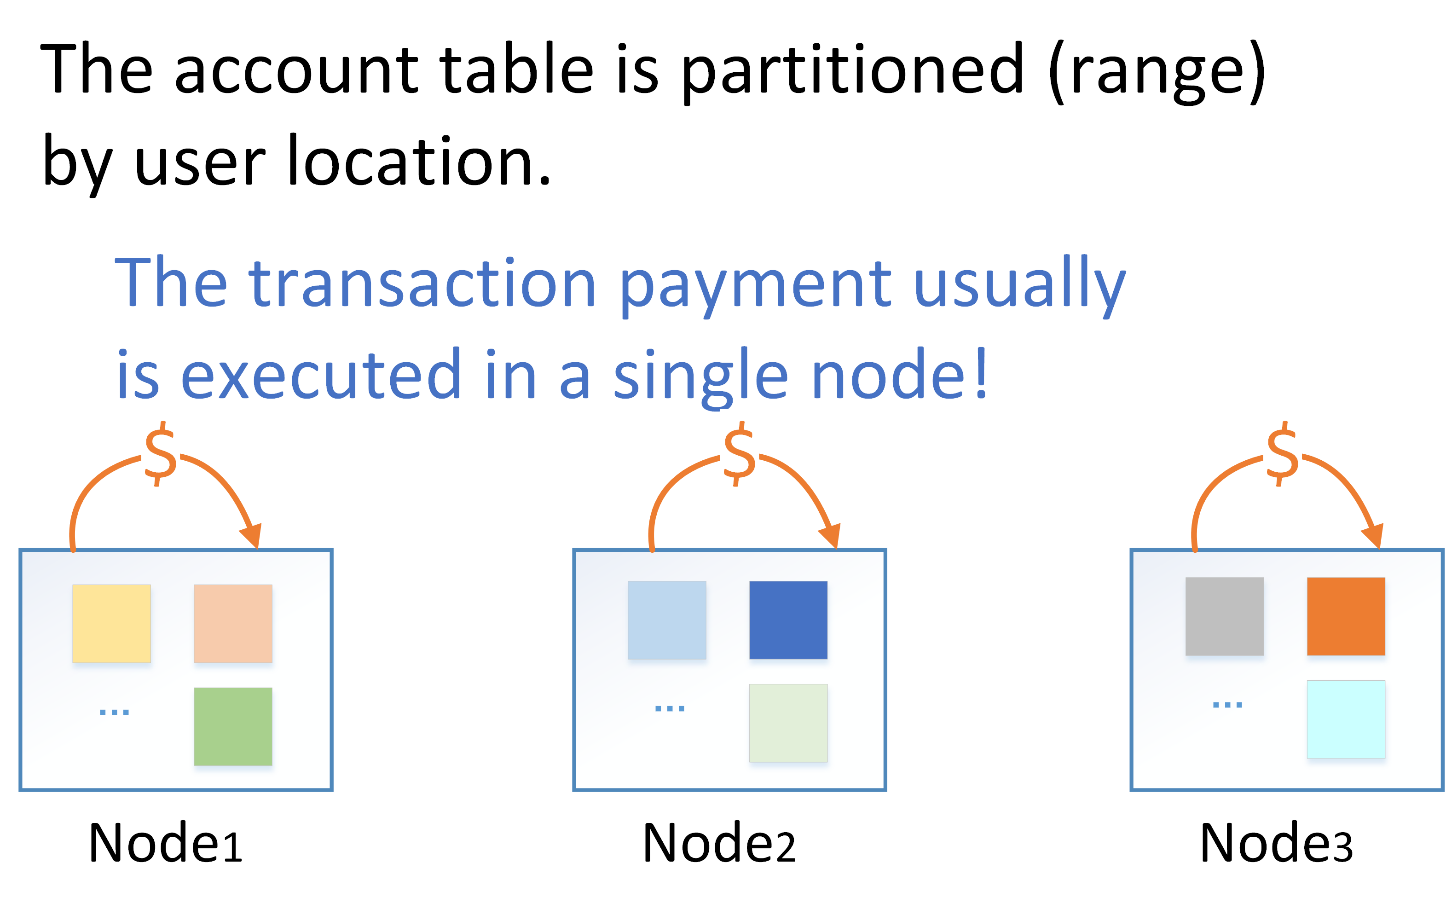 The account table is partitioned (range)
by user location.
The transaction payment usually
is executed in a single node!
$ $ $
... ... ...
Node1 Node2 Node3